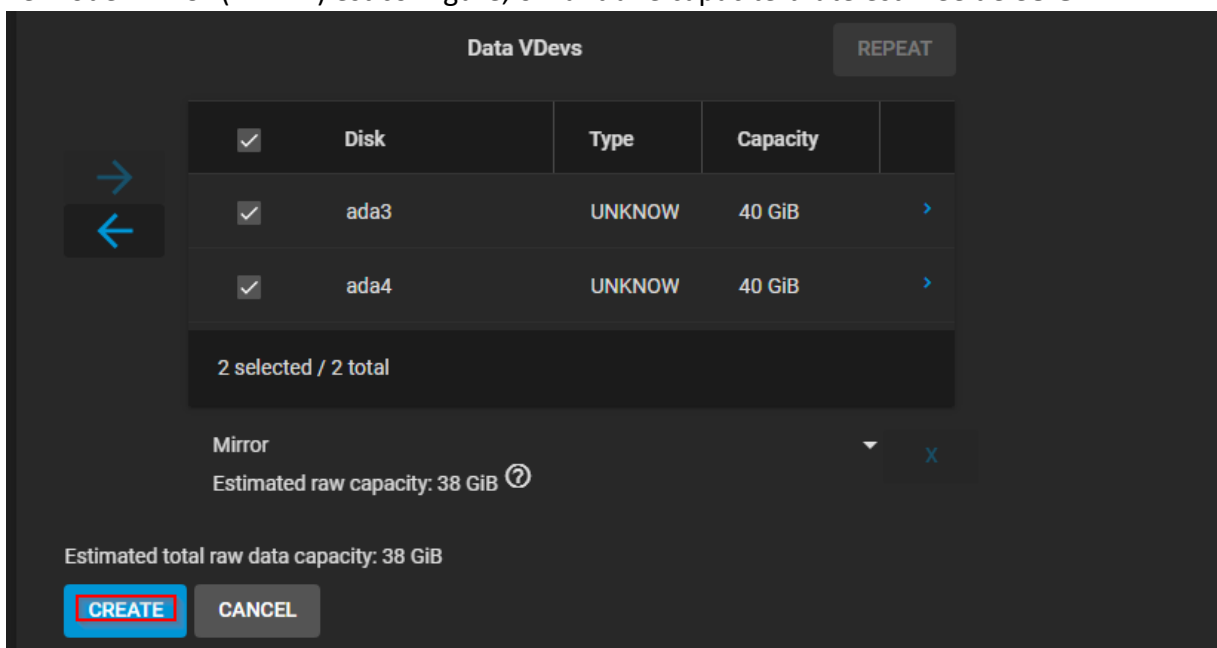 Data VDevs
REPEAT
Disk Type Capacity
ada3 UNKNOW 40 GiB >
ada4 UNKNOW 40 GiB >
2 selected / 2 total
Mirror
X
Estimated raw capacity: 38 GiB ?
Estimated total raw data capacity: 38 GiB
CREATE CANCEL